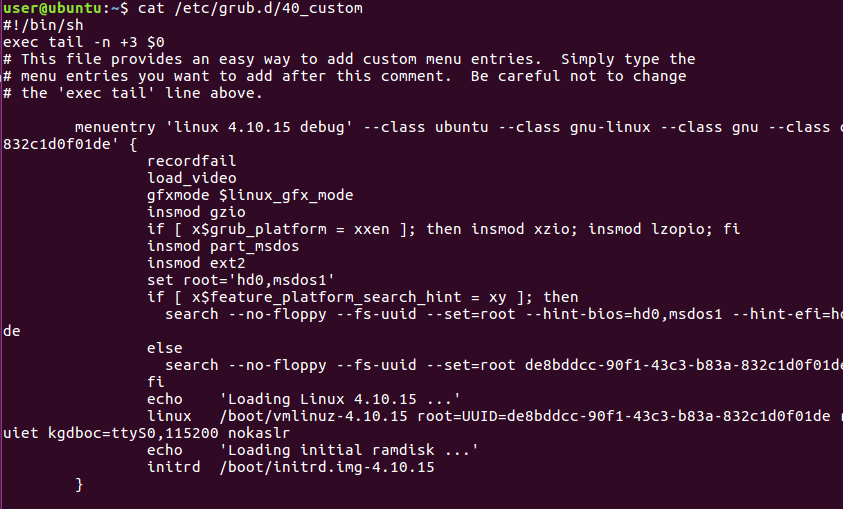 user@ubuntu:~$ cat /etc/grub.d/40_custom
#!/bin/sh
exec tail -n +3 $0
# This file provides an easy way to add custom menu entries.  Simply type the
# menu entries you want to add after this comment.  Be careful not to change
# the 'exec tail' line above.
menuentry 'linux 4.10.15 debug' --class ubuntu --class gnu-linux --class gnu --class
832c1d0f01de' {
recordfail
load_video
gfxmode $linux_gfx_mode
insmod gzio
if [ x$grub_platform = xxen ]; then insmod xzio; insmod lzopio; fi
insmod part_msdos
insmod ext2
set root='hd0,msdos1'
if [ x$feature_platform_search_hint = xy ]; then
search --no-floppy --fs-uuid --set=root --hint-bios=hd0,msdos1 --hint-efi=h
de
else
search --no-floppy --fs-uuid --set=root de8bddcc-90f1-43c3-b83a-832c1d0f01de
fi
echo    'Loading Linux 4.10.15 ...'
linux   /boot/vmlinuz-4.10.15 root=UUID=de8bddcc-90f1-43c3-b83a-832c1d0f01de
uiet kgdboc=ttyS0,115200 nokaslr
echo    'Loading initial ramdisk ...'
initrd  /boot/initrd.img-4.10.15
}